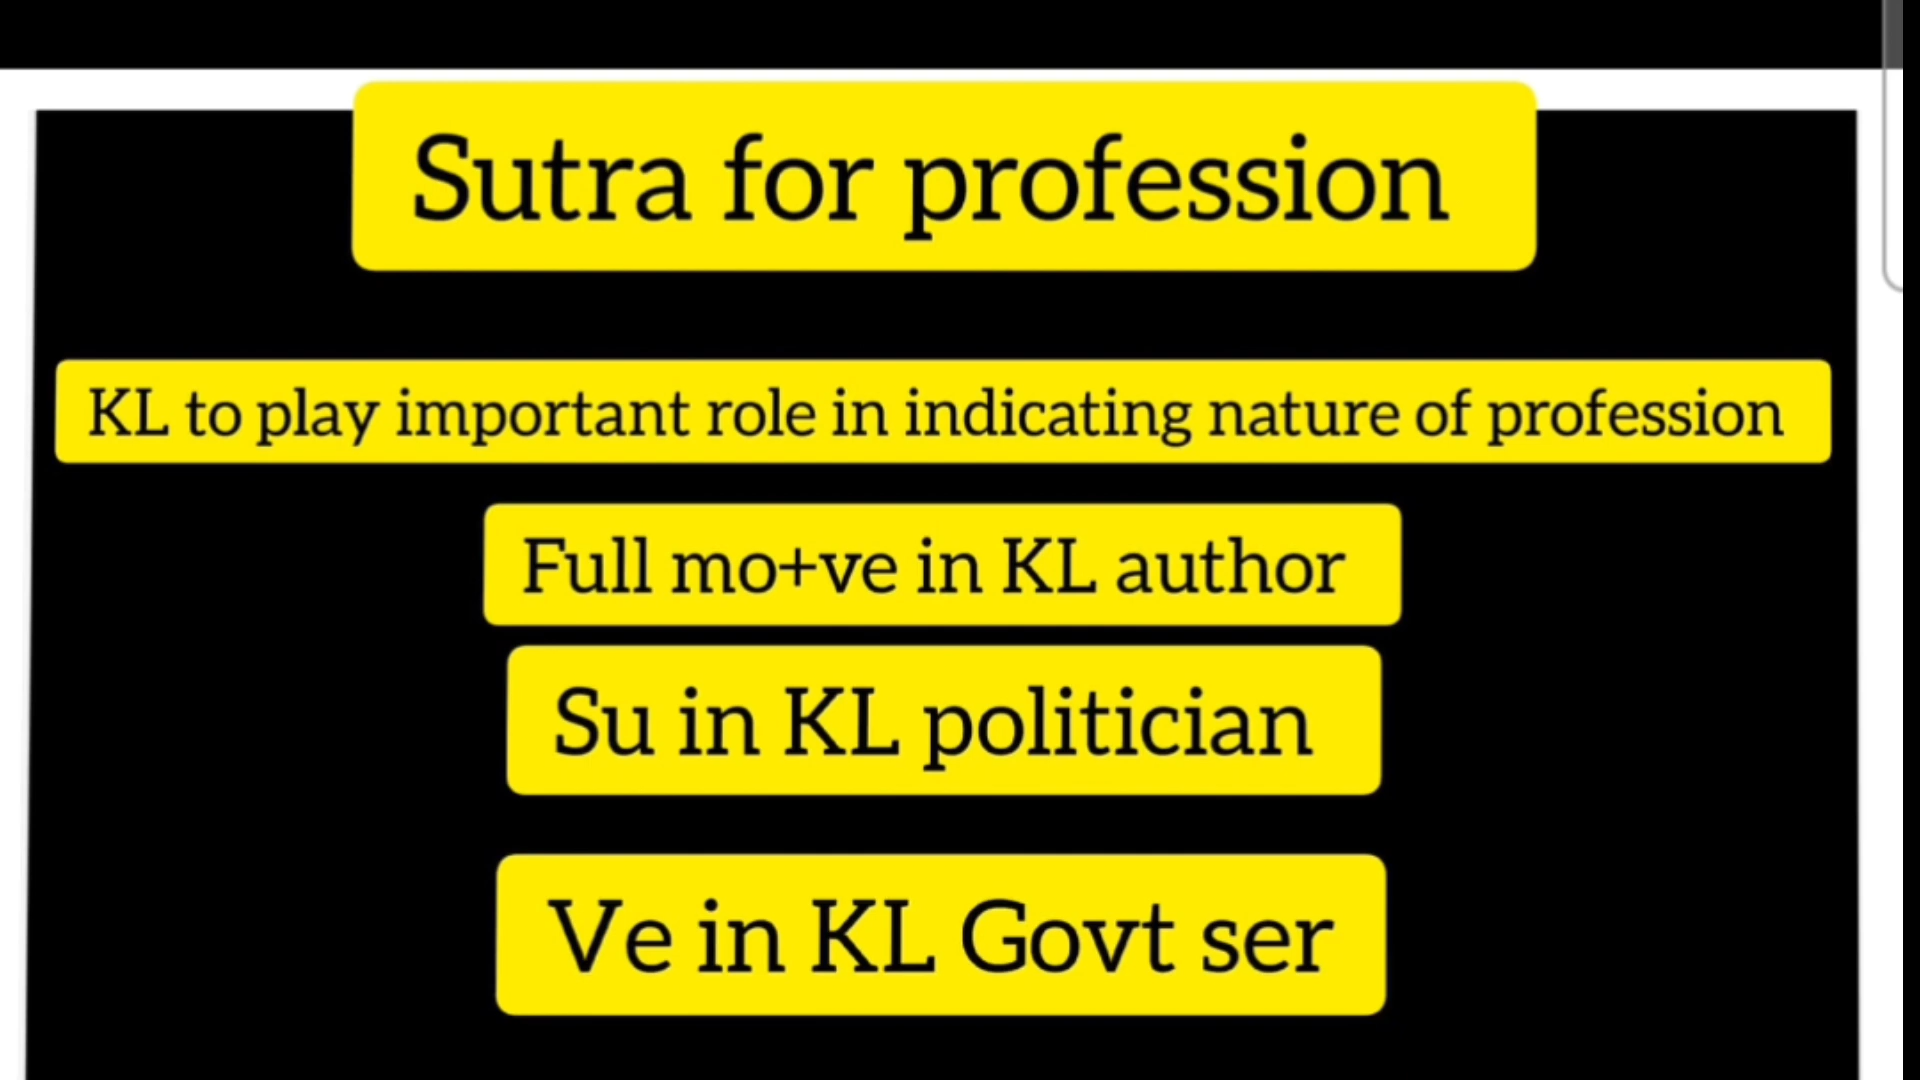 Sutra for profession
KL to play important role in indicating nature of profession
Full mo+ve in KL author
Su in KL politician
Ve in KL Govt ser